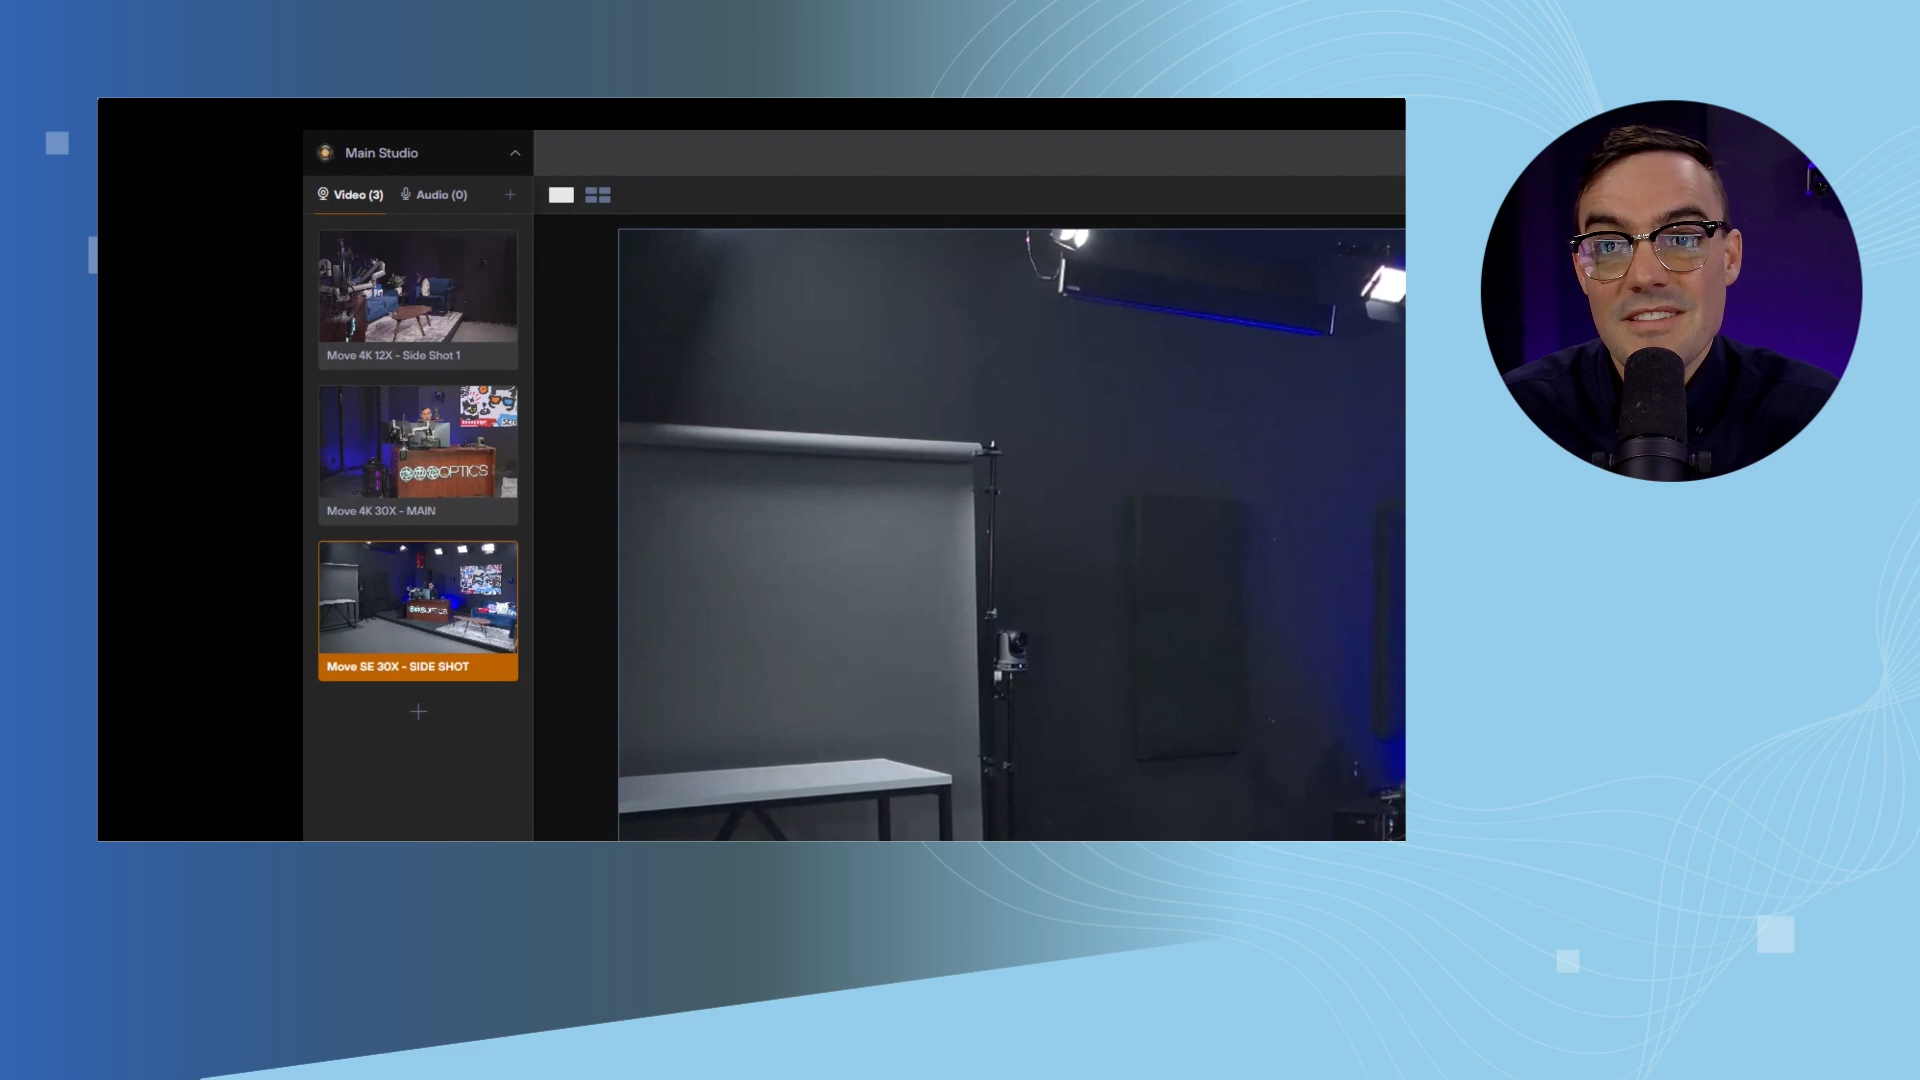 Main Studio
Video (3) Audio (0)
Move 4K 12X - Side Shot 1
OPTICS
Move 4K 30X - MAIN
OPTICS
Move SE 30X - SIDE SHOT